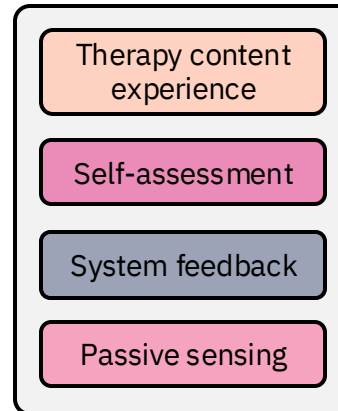 Therapy content
experience
Self-assessment
System feedback
Passive sensing